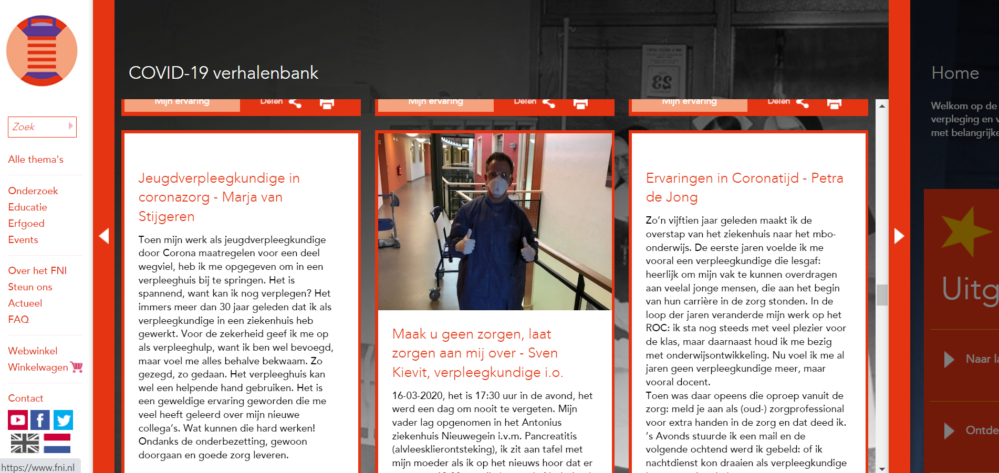 Zoek
Alle thema's
Onderzoek
Educatie
Erfgoed
Events
Over het FNI
Steun ons
Actueel
FAQ
Webwinkel
Winkelwagen
Contact
https://www.fni.nl
COVID-19 verhalenbank
Mijn ervaring
Delen
Mijn ervaring
Delen
Mijn ervaring
Delen
Jeugdverpleegkundige in
coronazorg - Marja van
Stijgeren
Toen mijn werk als jeugdverpleegkundige
door Corona maatregelen voor een deel
wegviel, heb ik me opgegeven om in een
verpleeghuis bij te springen. Het is
spannend, want kan ik nog verplegen? Het
immers meer dan 30 jaar geleden dat ik als
verpleegkundige in een ziekenhuis heb
gewerkt. Voor de zekerheid geef ik me op
als verpleeghulp, want ik ben wel bevoegd,
maar voel me alles behalve bekwaam. Zo
gezegd, zo gedaan. Het verpleeghuis kan
wel een helpende hand gebruiken. Het is
een geweldige ervaring geworden die me
veel heeft geleerd over mijn nieuwe
collega’s. Wat kunnen die hard werken!
Ondanks de onderbezetting, gewoon
doorgaan en goede zorg leveren.
Maak u geen zorgen, laat
zorgen aan mij over - Sven
Kievit, verpleegkundige i.o.
16-03-2020, het is 17:30 uur in de avond, het
werd een dag om nooit te vergeten. Mijn
vader lag opgenomen in het Antonius
ziekenhuis Nieuwegein i.v.m. Pancreatitis
(alvleesklierontsteking), ik zit aan tafel met
mijn moeder als ik op het nieuws hoor dat er
Ervaringen in Coronatijd - Petra
de Jong
Zo’n vijftien jaar geleden maakt ik de
overstap van het ziekenhuis naar het mbo-
onderwijs. De eerste jaren voelde ik me
vooral een verpleegkundige die lesgaf:
heerlijk om mijn vak te kunnen overdragen
aan veelal jonge mensen, die aan het begin
van hun carrière in de zorg stonden. In de
loop der jaren veranderde mijn werk op het
ROC: ik sta nog steeds met veel plezier voor
de klas, maar daarnaast houd ik me bezig
met onderwijsontwikkeling. Nu voel ik me al
jaren geen verpleegkundige meer, maar
vooral docent.
Toen was daar opeens die oproep vanuit de
zorg: meld je aan als (oud-) zorgprofessional
voor extra handen in de zorg en dat deed ik.
’s Avonds stuurde ik een mail en de
volgende ochtend werd ik gebeld: of ik
nachtdienst kon draaien als verpleegkundige
23
Home
Welkom op de
verpleging en v
met belangrijke
Uitg
Naar la
Ontde